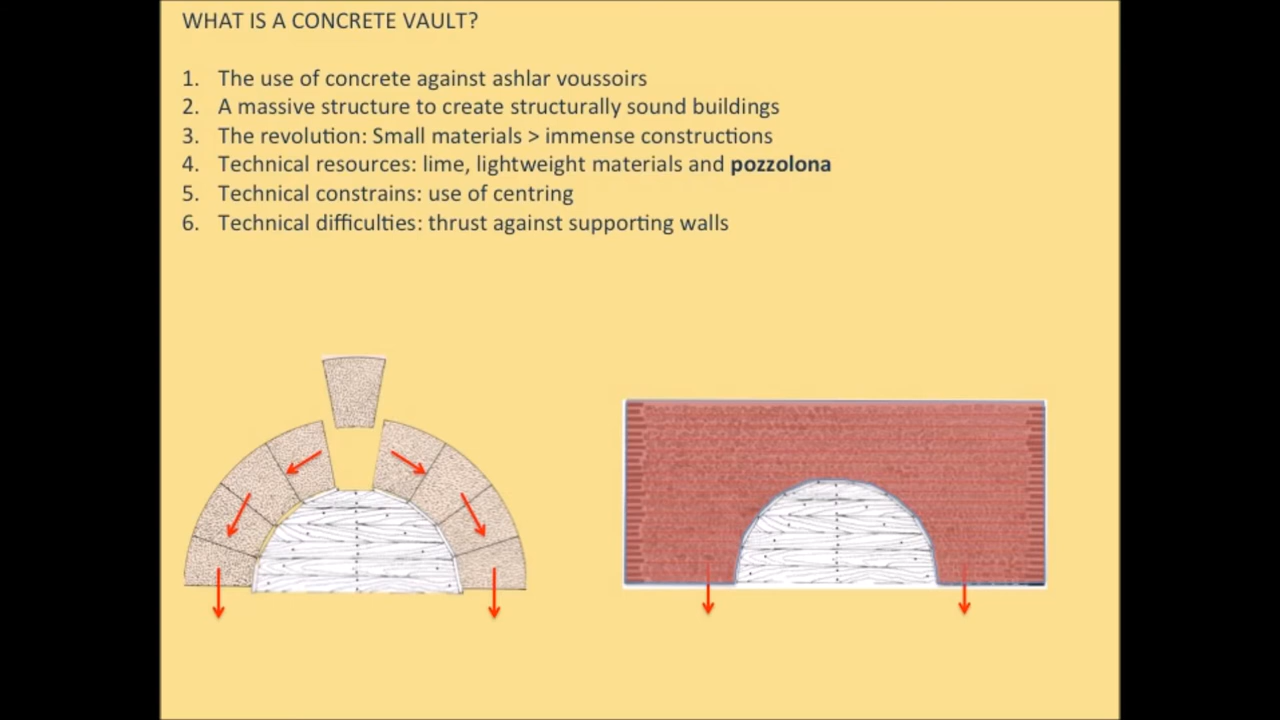 WHAT IS A CONCRETE VAULT?
1. The use of concrete against ashlar voussoirs
2. A massive structure to create structurally sound buildings
3. The revolution: Small materials > immense constructions
4. Technical resources: lime, lightweight materials and pozzolona
5. Technical constrains: use of centring
6. Technical difficulties: thrust against supporting walls